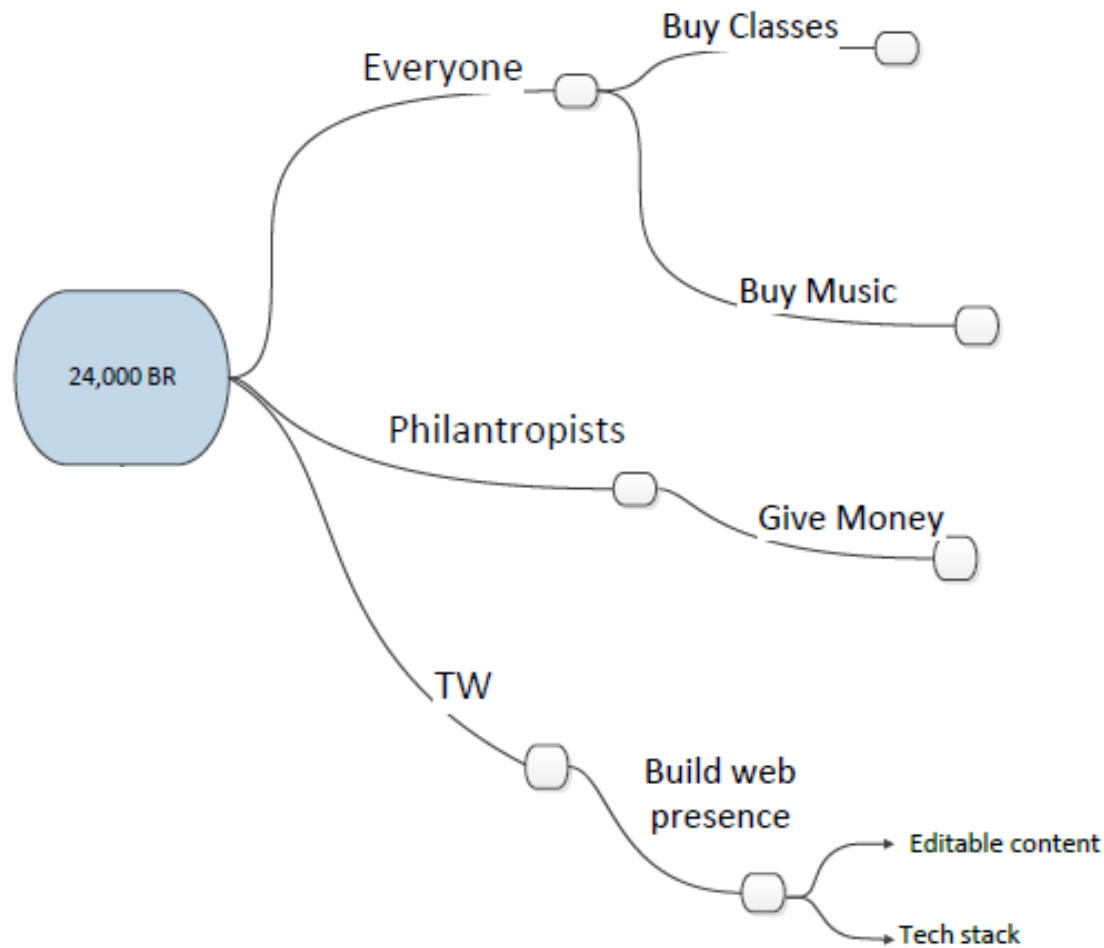 Buy Classes
Everyone
Buy Music
24,000 BR
Philantropists
Give Money
TW
Build web
presence
Editable content
Tech stack